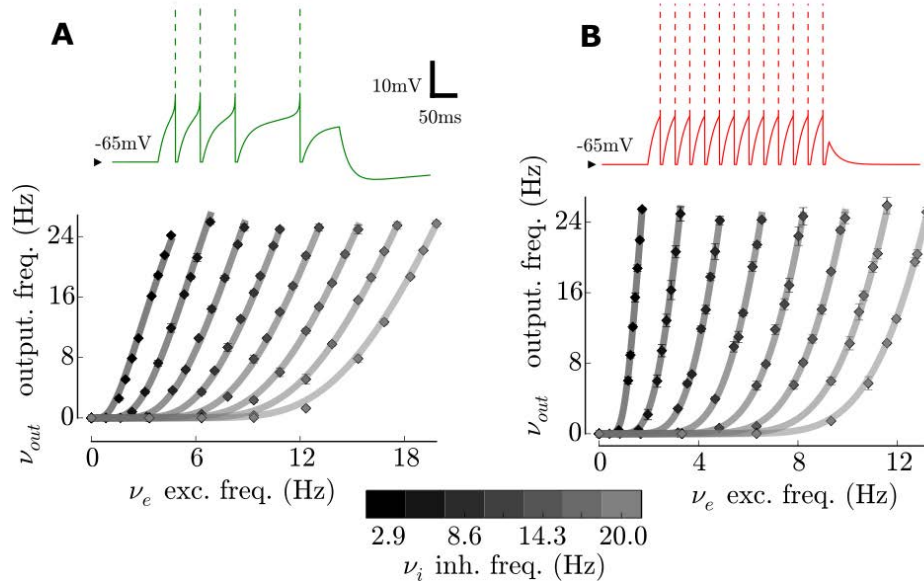 A
B
10mV
50ms
-65mV
-65mV
ν_out output. freq. (Hz)
24
16
8
0
0 6 12 18
ν_e exc. freq. (Hz)
ν_out output. freq. (Hz)
24
16
8
0
0 4 8 12
ν_e exc. freq. (Hz)
2.9 8.6 14.3 20.0
ν_i inh. freq. (Hz)